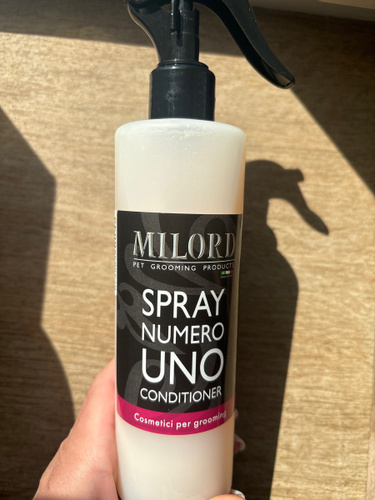 MILORD
PET GROOMING PRODUCTS
SPRAY
NUMERO
UNO
CONDITIONER
Cosmetici per grooming